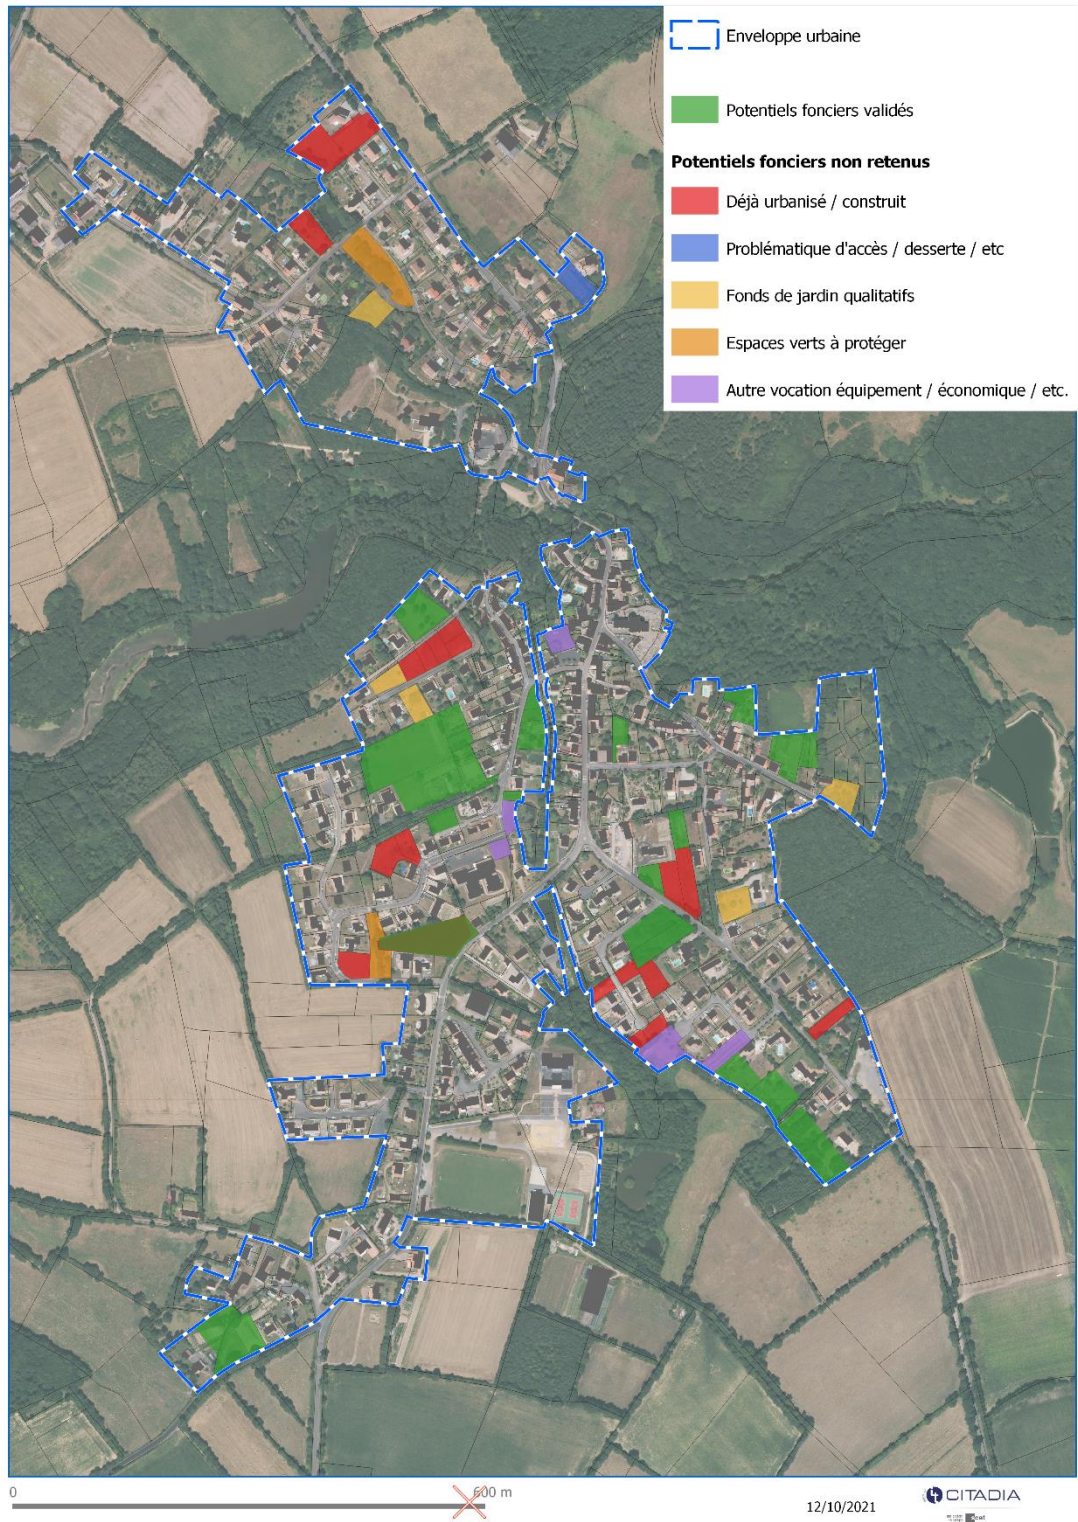 Enveloppe urbaine
Potentiels fonciers validés
Potentiels fonciers non retenus
Déjà urbanisé / construit
Problématique d'accès / desserte / etc
Fonds de jardin qualitatifs
Espaces verts à protéger
Autre vocation équipement / économique / etc.
0 600 m
12/10/2021
CITADIA